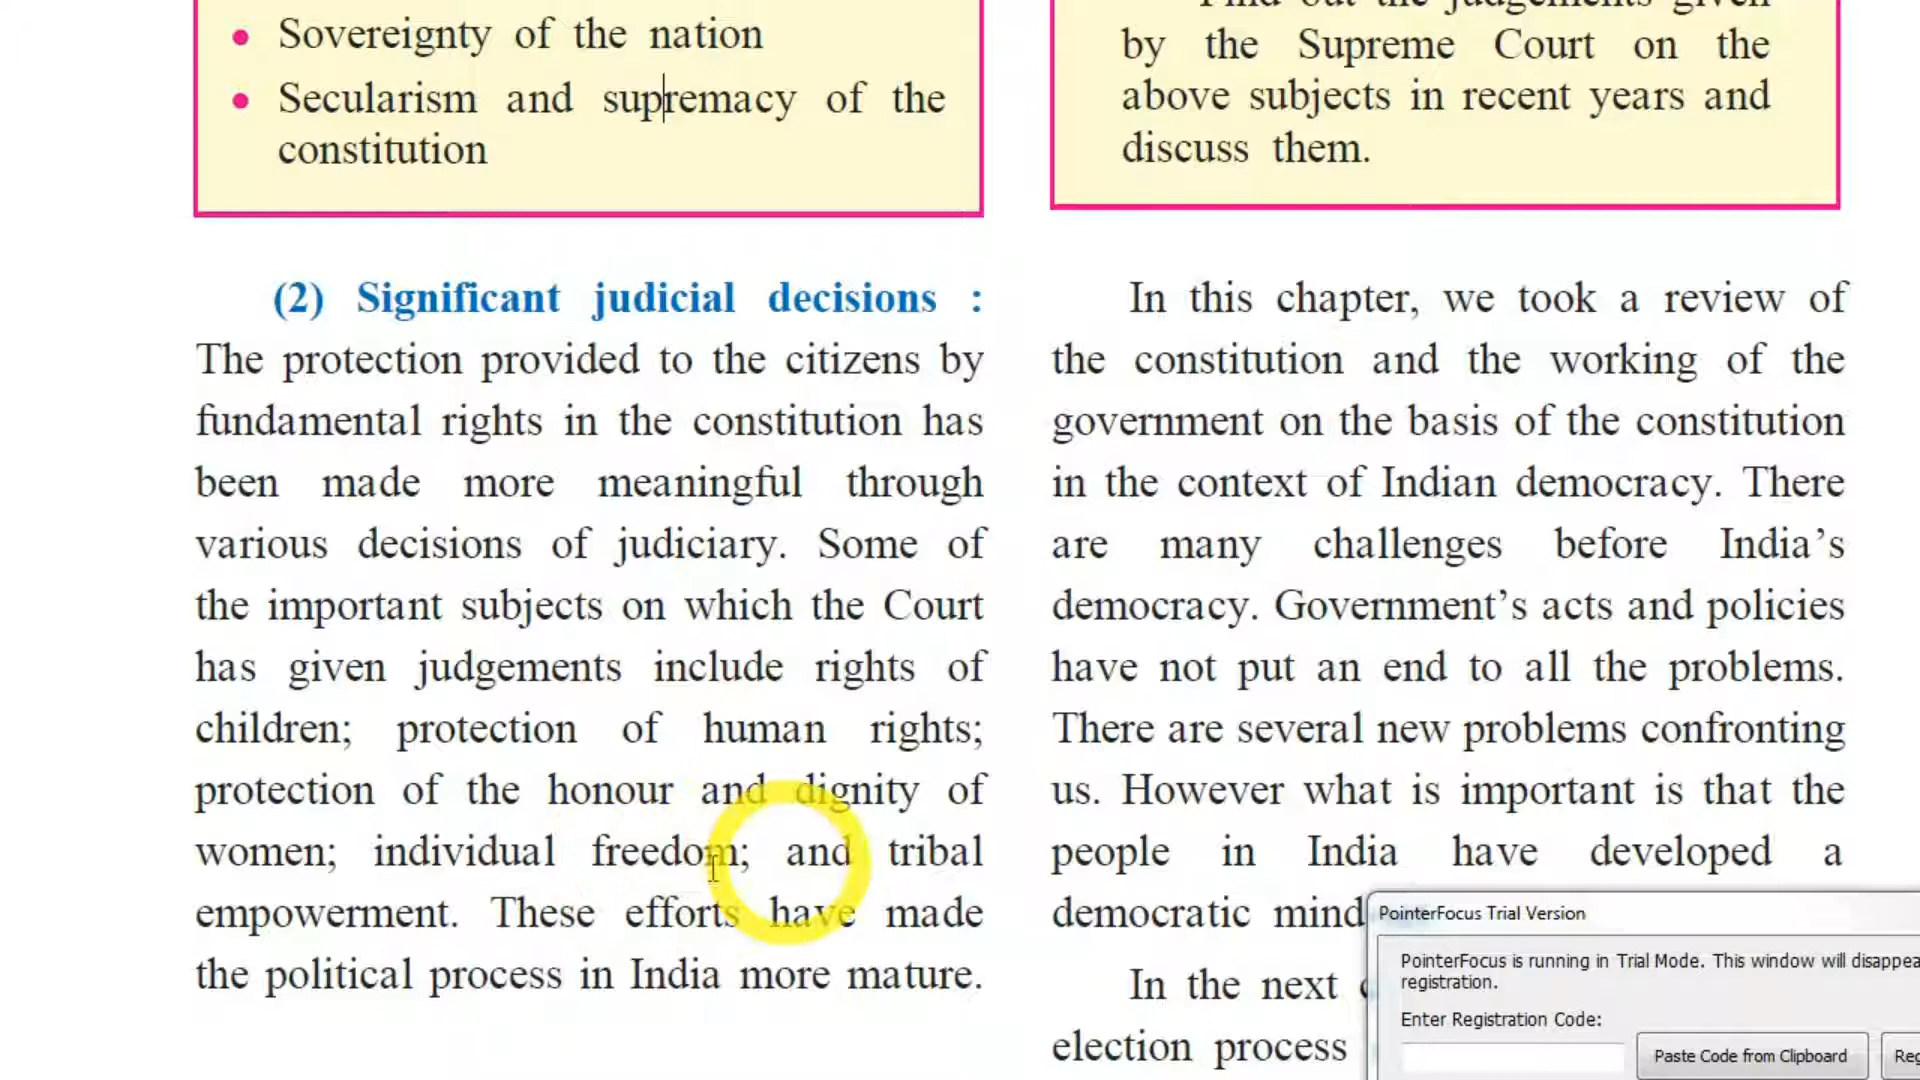 • Sovereignty of the nation
• Secularism and supremacy of the
constitution
Find out the judgements given
by the Supreme Court on the
above subjects in recent years and
discuss them.
(2) Significant judicial decisions :
The protection provided to the citizens by
fundamental rights in the constitution has
been made more meaningful through
various decisions of judiciary. Some of
the important subjects on which the Court
has given judgements include rights of
children; protection of human rights;
protection of the honour and dignity of
women; individual freedom; and tribal
empowerment. These efforts have made
the political process in India more mature.
In this chapter, we took a review of
the constitution and the working of the
government on the basis of the constitution
in the context of Indian democracy. There
are many challenges before India's
democracy. Government's acts and policies
have not put an end to all the problems.
There are several new problems confronting
us. However what is important is that the
people in India have developed a
democratic mind
In the next
election process
PointerFocus Trial Version
PointerFocus is running in Trial Mode. This window will disappea
registration.
Enter Registration Code:
Paste Code from Clipboard
Reg